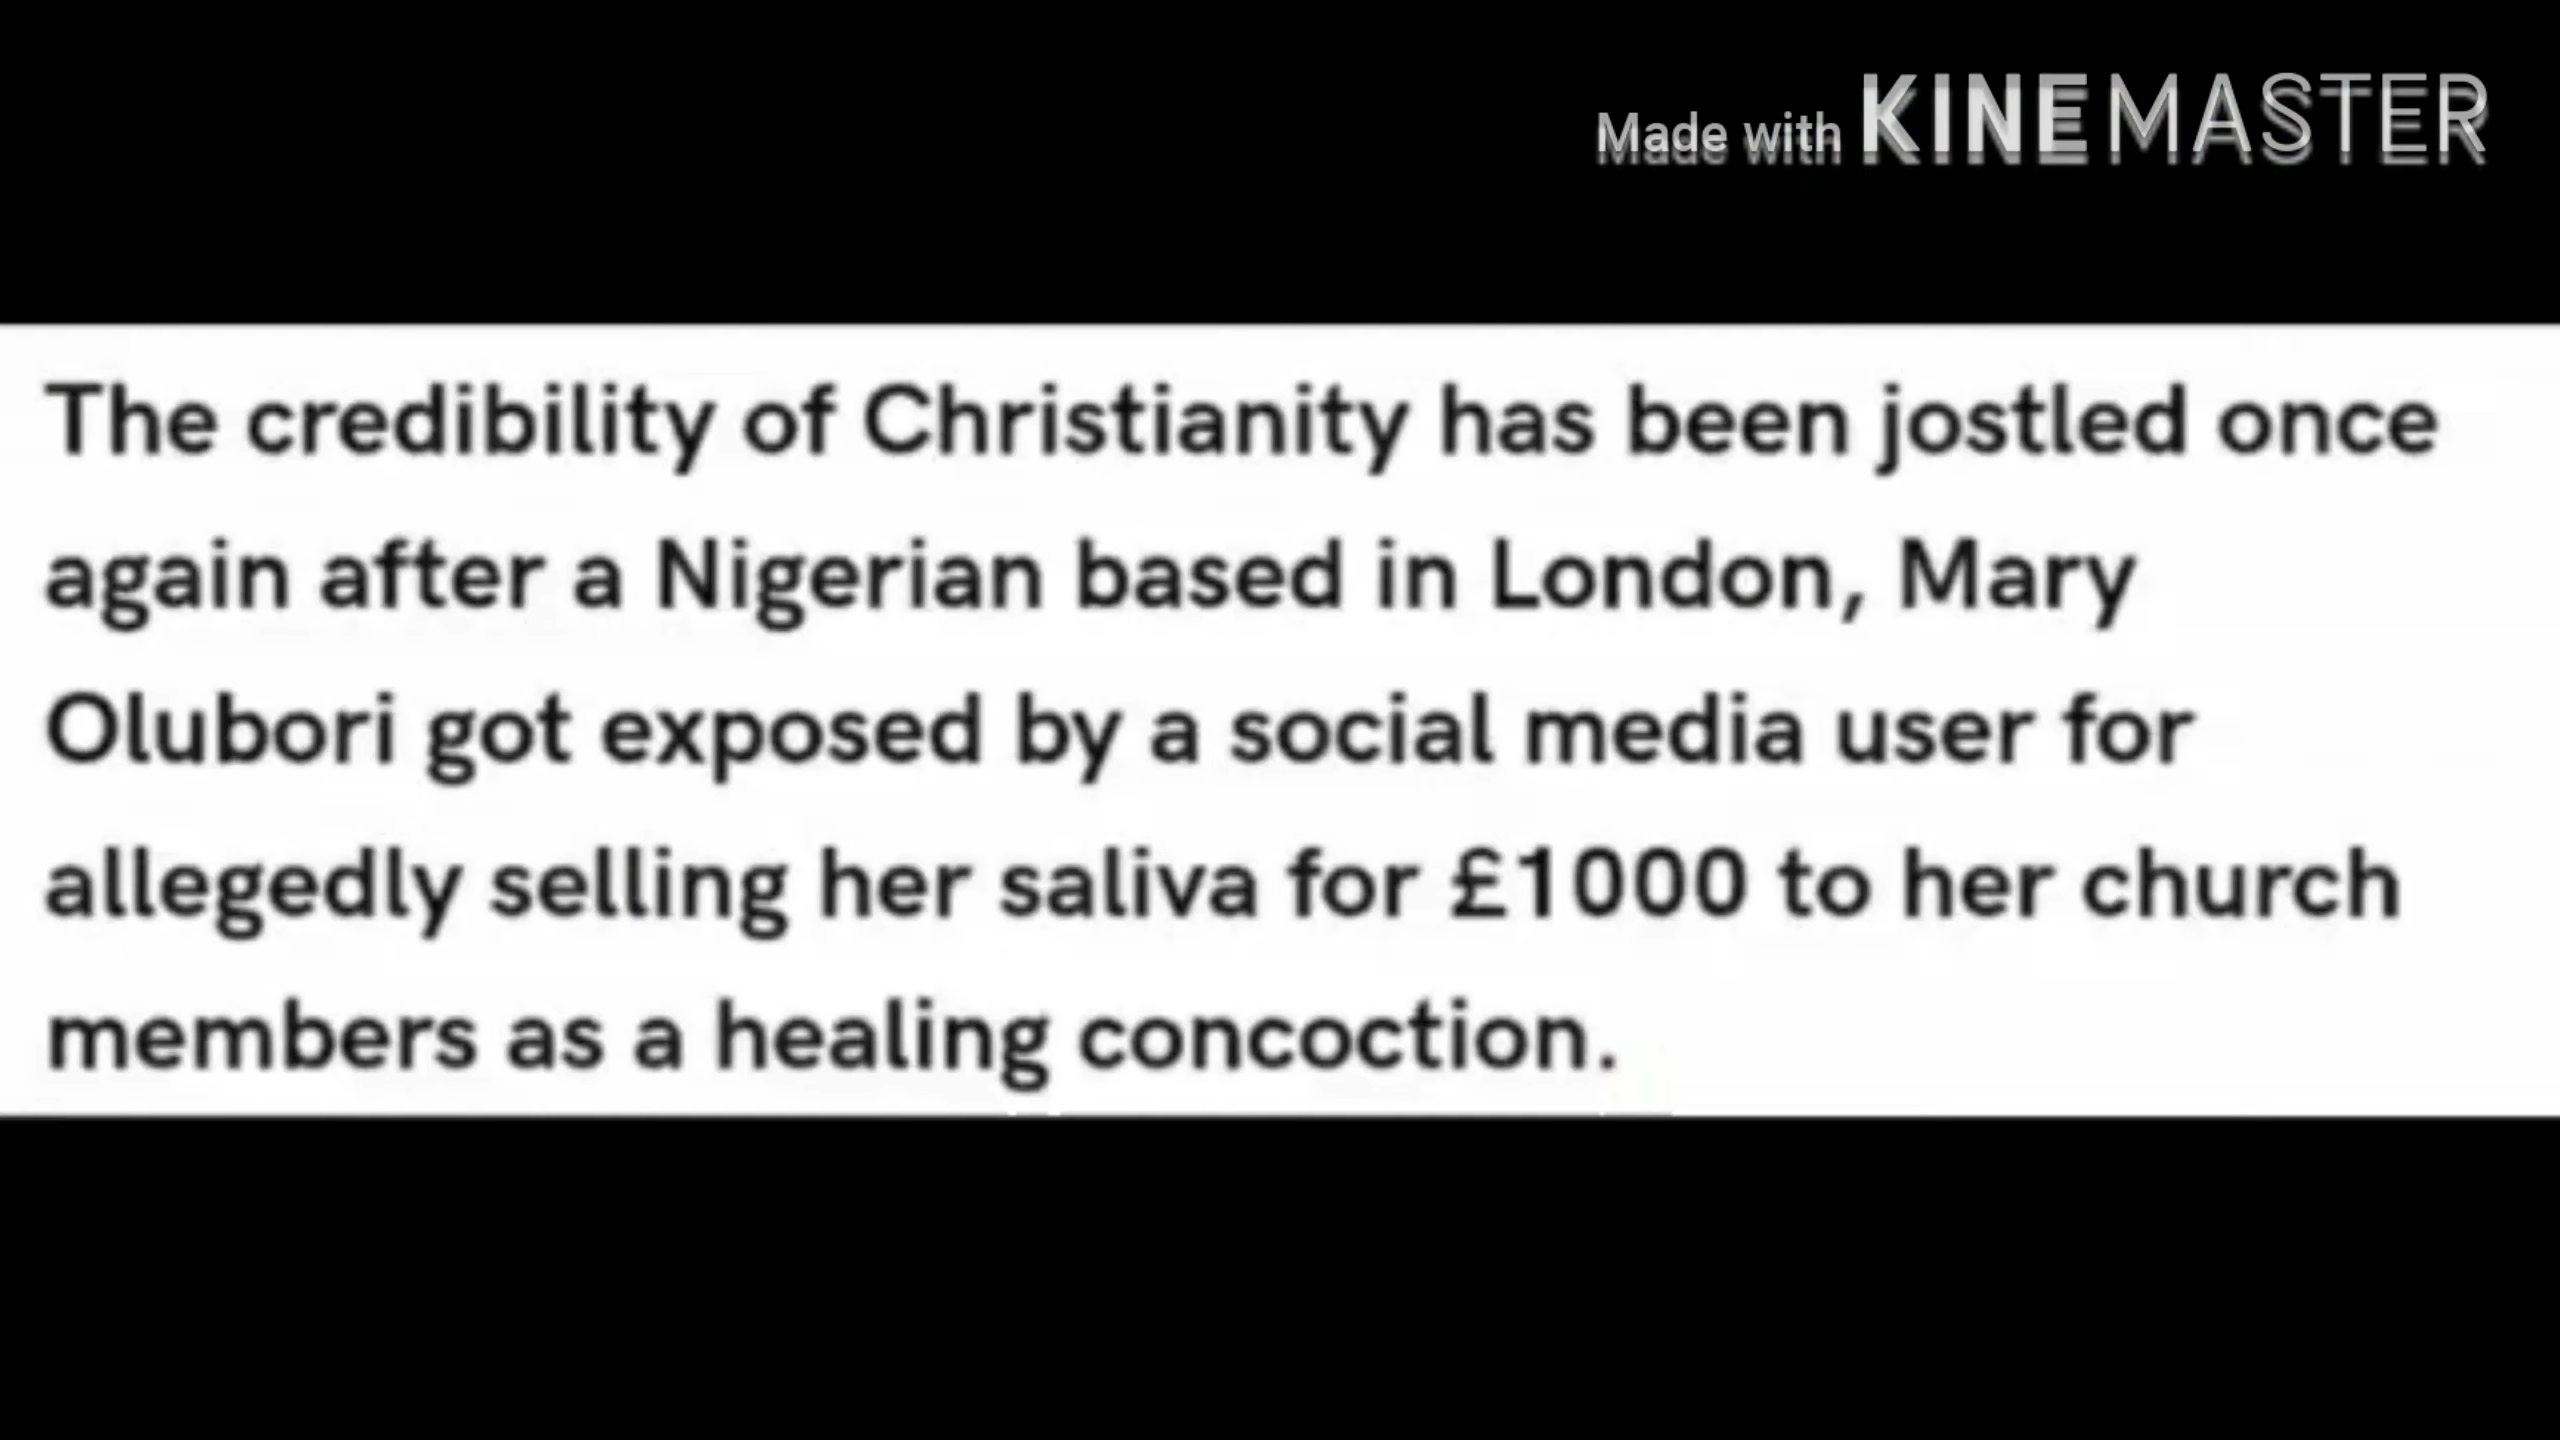 Made with KINEMASTER
The credibility of Christianity has been jostled once
again after a Nigerian based in London, Mary
Olubori got exposed by a social media user for
allegedly selling her saliva for £1000 to her church
members as a healing concoction.